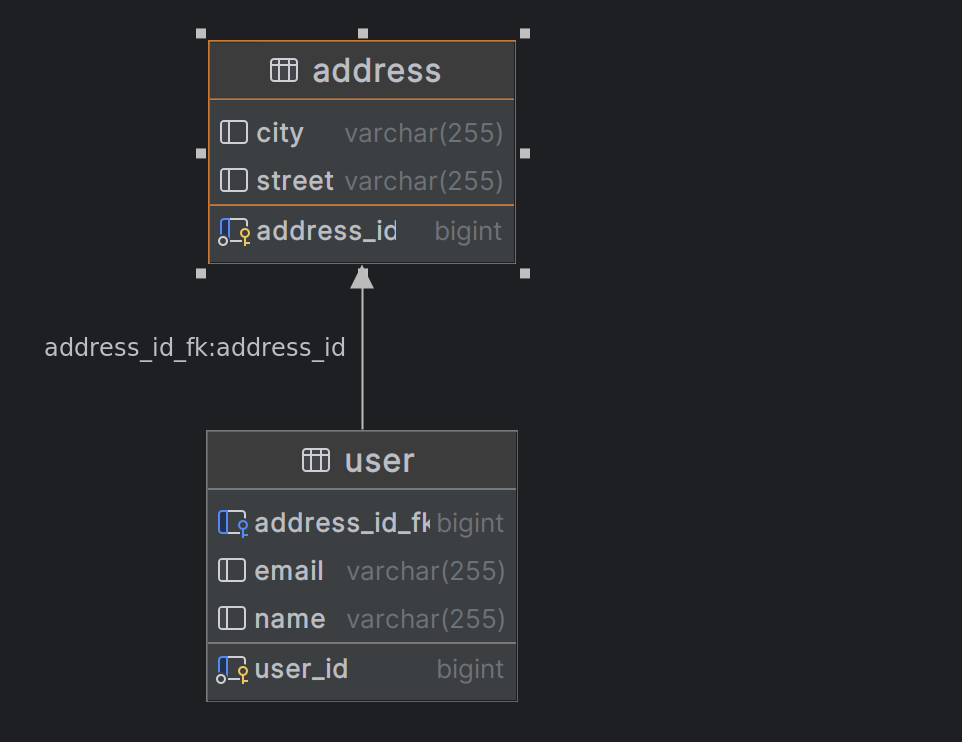 address
city varchar(255)
street varchar(255)
address_id bigint
address_id_fk:address_id
user
address_id_fk bigint
email varchar(255)
name varchar(255)
user_id bigint